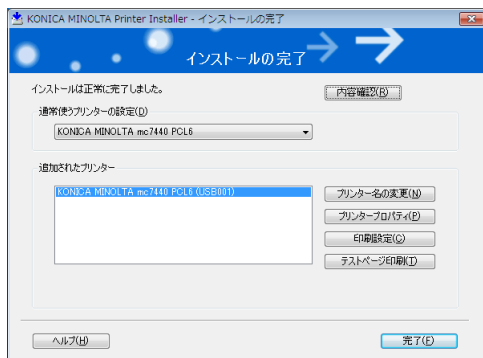 KONICA MINOLTA Printer Installer - インストールの完了
インストールの完了
インストールは正常に完了しました。
内容確認(R)
通常使うプリンターの設定(D)
KONICA MINOLTA mc7440 PCL6
追加されたプリンター
KONICA MINOLTA mc7440 PCL6 (USB001)
プリンター名の変更(N)
プリンタープロパティ(P)
印刷設定(C)
テストページ印刷(T)
ヘルプ(H)
完了(F)